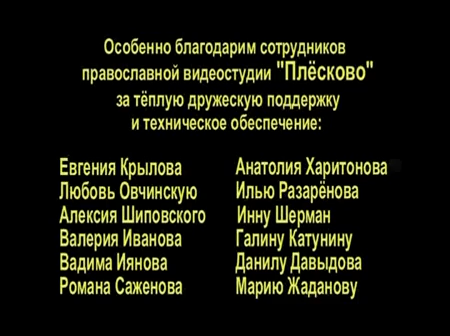 Особенно благодарим сотрудников
православной видеостудии "Плёсково"
за тёплую дружескую поддержку
и техническое обеспечение:
Евгения Крылова
Любовь Овчинскую
Алексия Шиповского
Валерия Иванова
Вадима Иянова
Романа Саженова
Анатолия Харитонова
Илью Разарёнова
Инну Шерман
Галину Катунину
Данилу Давыдова
Марию Жаданову